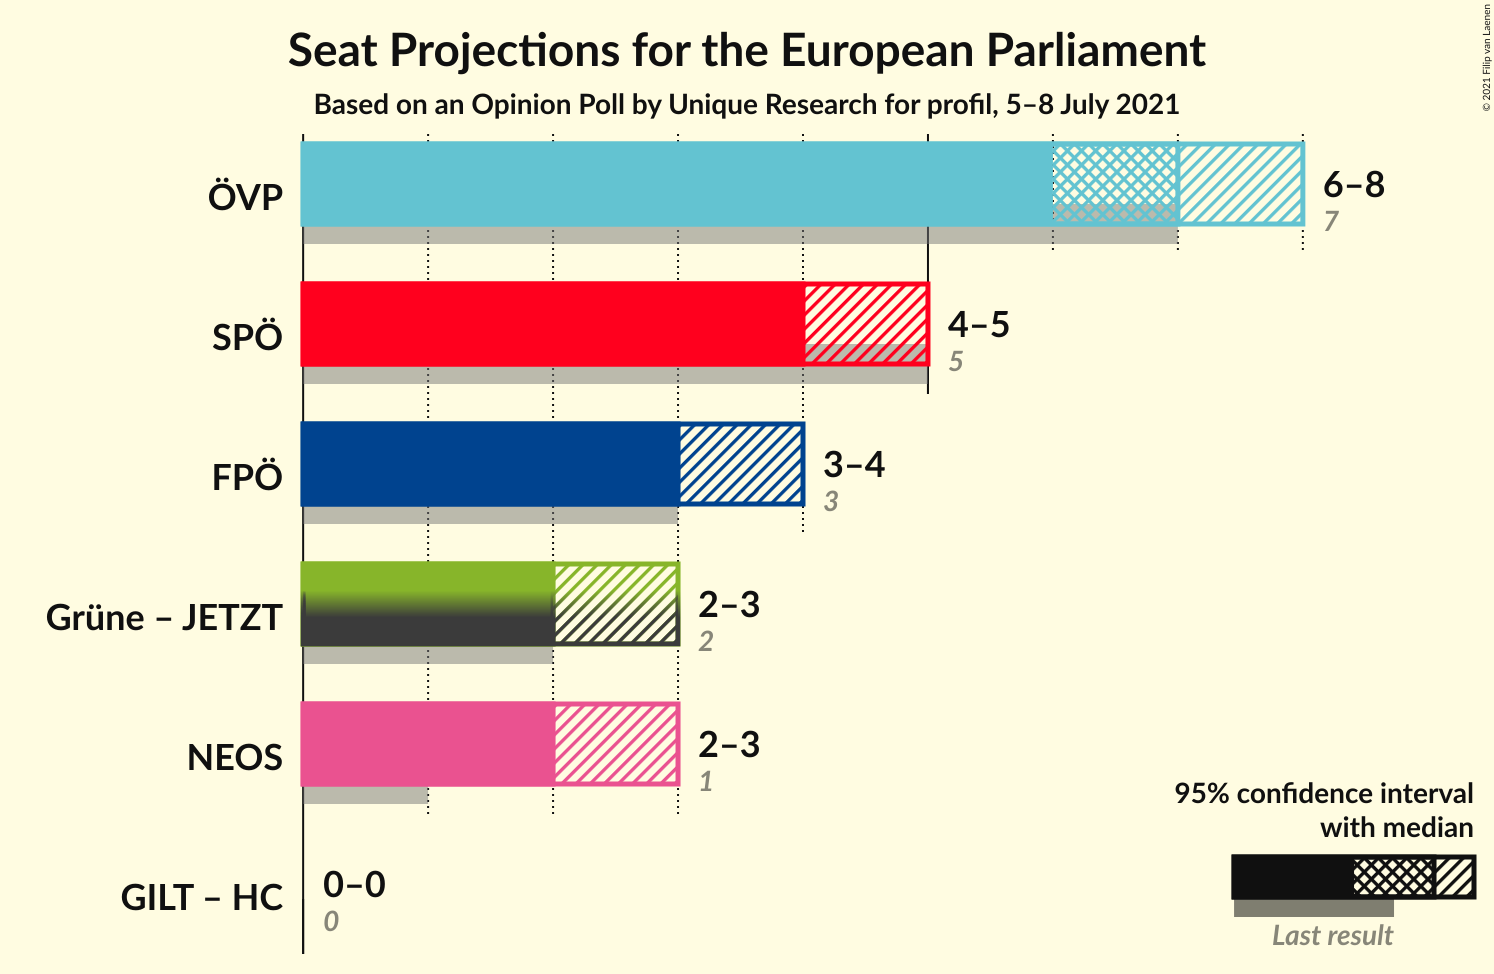 Seat Projections for the European Parliament
Based on an Opinion Poll by Unique Research for profil, 5–8 July 2021
© 2021 Filip van Laenen
ÖVP
6–8
7
SPÖ
4–5
5
FPÖ
3–4
3
Grüne – JETZT
2–3
2
NEOS
2–3
1
GILT – HC
0–0
0
95% confidence interval
with median
Last result